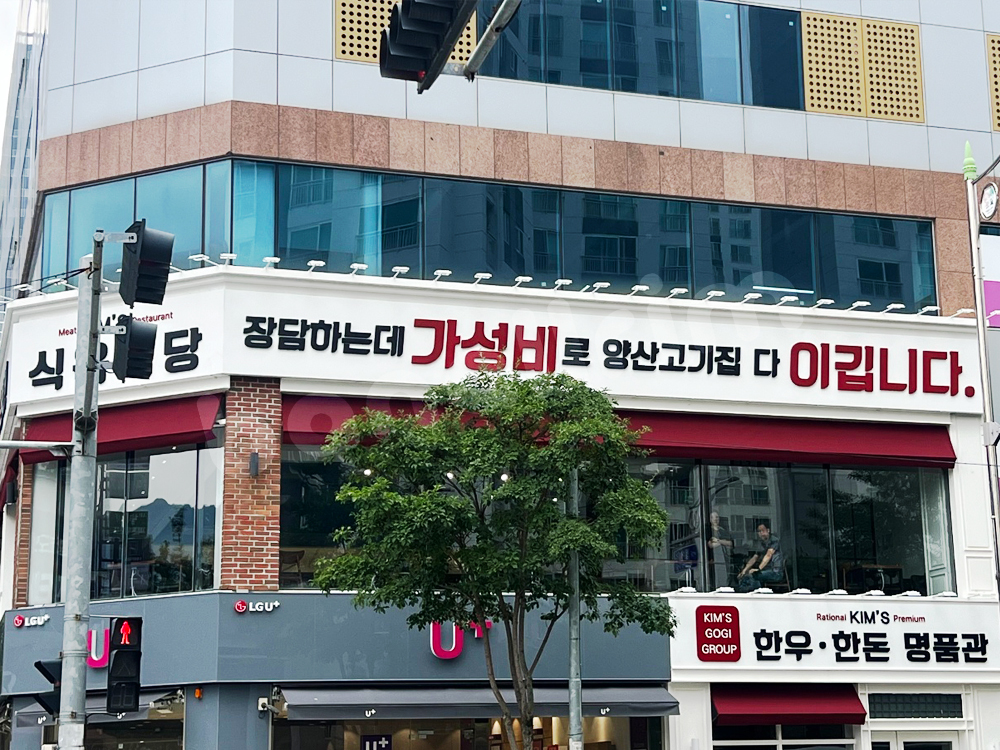 Restaurant
식 당
장담하는데 가성비로 양산고기집 다 이깁니다.
LG U+
LG U+
U+
U+
U+
U+
U+
KIM'S
GOGI
GROUP
Rational KIM'S Premium
한우·한돈 명품관